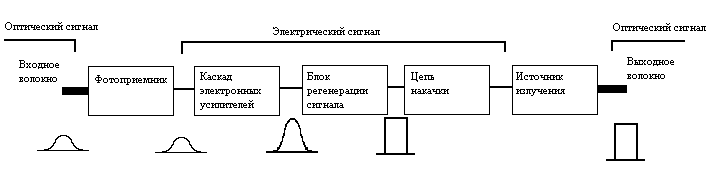 Оптический сигнал
Электрический сигнал
Оптический сигнал
Входное
волокно
Фотоприемник
Каскад
электронных
усилителей
Блок
регенерации
сигнала
Цепь
накачки
Источник
излучения
Выходное
волокно